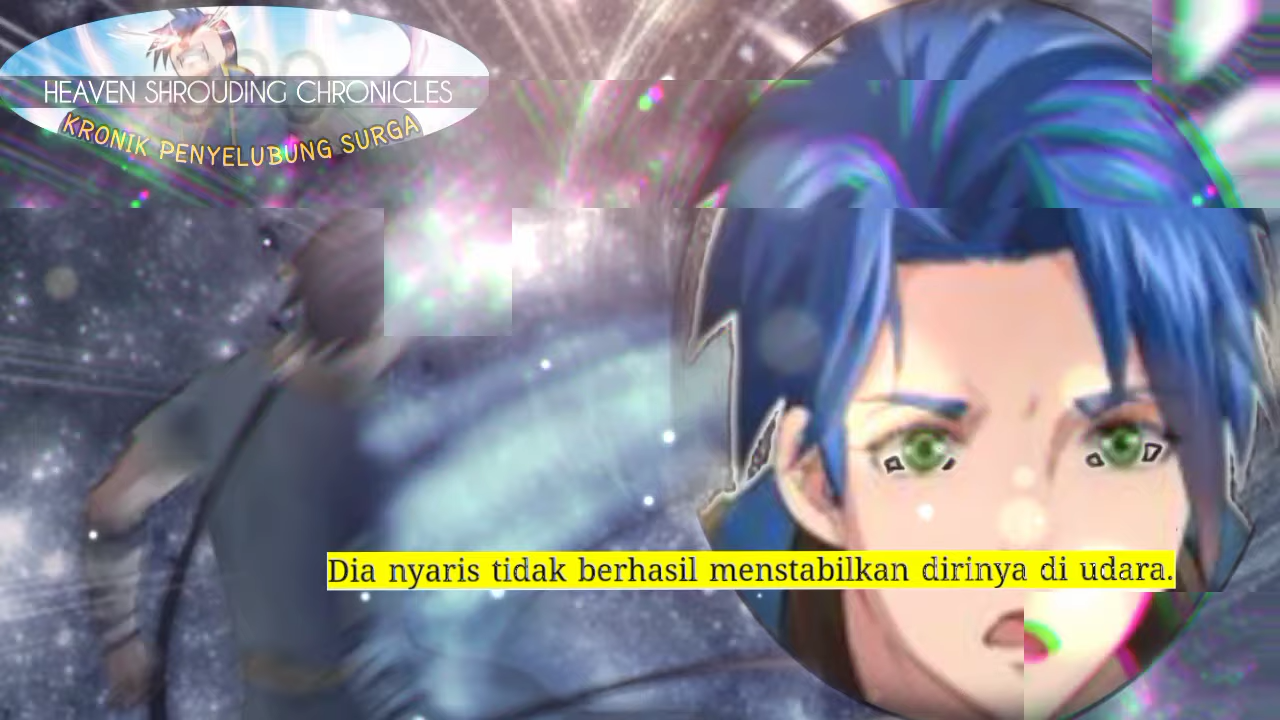 HEAVEN SHROUDING CHRONICLES
KRONIK PENYELUBUNG SURGA
Dia nyaris tidak berhasil menstabilkan dirinya di udara.